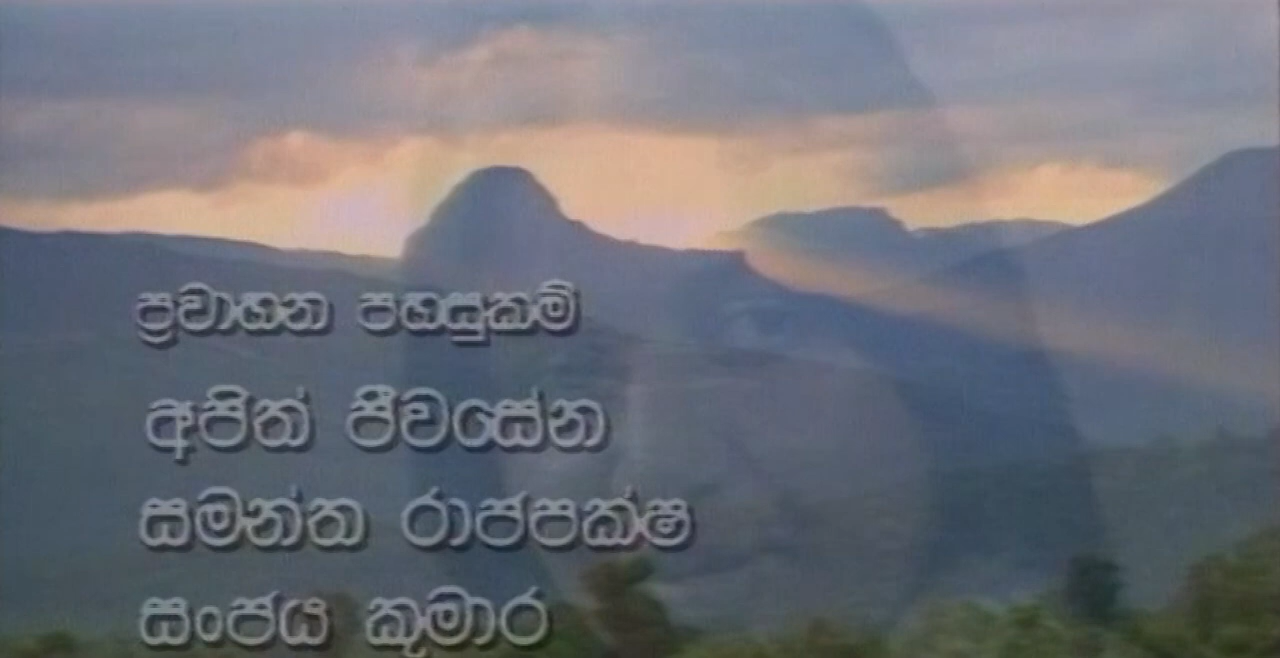 ප්‍රවාහන පහසුකම්
අජිත් ජීවසේන
සමන්ත රාජපක්ෂ
සංජය කුමාර